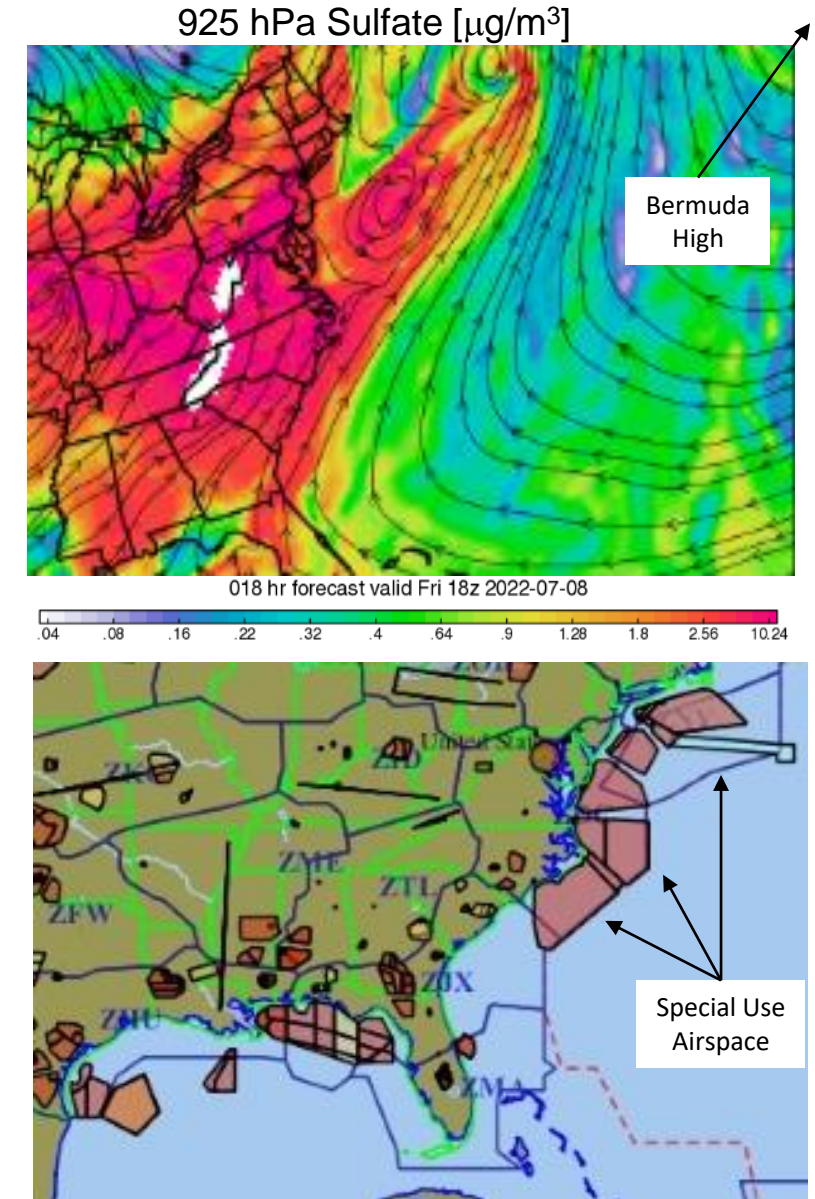 925 hPa Sulfate [μg/m³]
Bermuda
High
018 hr forecast valid Fri 18z 2022-07-08
.04 .08 .16 .22 .32 .4 .64 .9 1.28 1.8 2.56 10.24
United Stat
ZID
ZME
ZTL
ZFW
ZJX
ZHU
Special Use
Airspace
ZMA